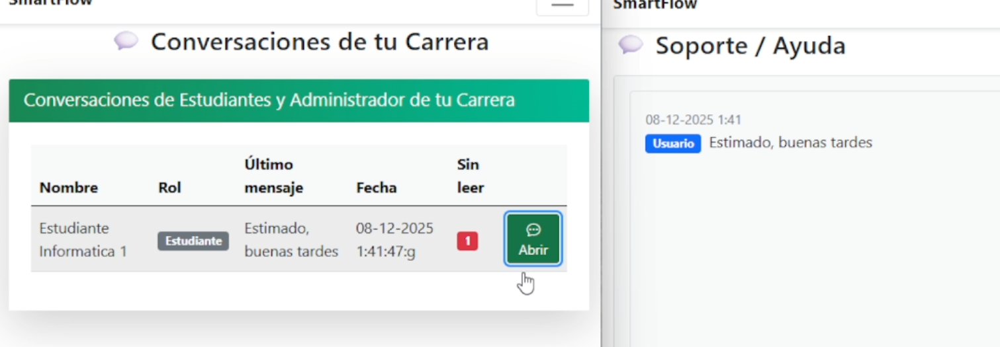 SmartFlow
Conversaciones de tu Carrera
Conversaciones de Estudiantes y Administrador de tu Carrera
Nombre Rol Último mensaje Fecha Sin leer
Estudiante Informatica 1 Estudiante Estimado, buenas tardes 08-12-2025 1:41:47:g 1 Abrir
SmartFlow
Soporte / Ayuda
08-12-2025 1:41
Usuario Estimado, buenas tardes